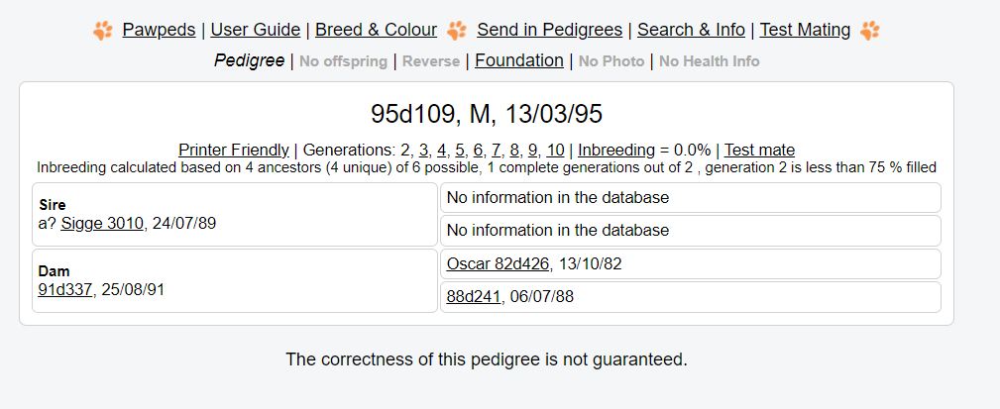 Pawpeds | User Guide | Breed & Colour Send in Pedigrees | Search & Info | Test Mating
Pedigree | No offspring | Reverse | Foundation | No Photo | No Health Info
95d109, M, 13/03/95
Printer Friendly | Generations: 2, 3, 4, 5, 6, 7, 8, 9, 10 | Inbreeding = 0.0% | Test mate
Inbreeding calculated based on 4 ancestors (4 unique) of 6 possible, 1 complete generations out of 2 , generation 2 is less than 75 % filled
Sire
a? Sigge 3010, 24/07/89
No information in the database
No information in the database
Dam
91d337, 25/08/91
Oscar 82d426, 13/10/82
88d241, 06/07/88
The correctness of this pedigree is not guaranteed.